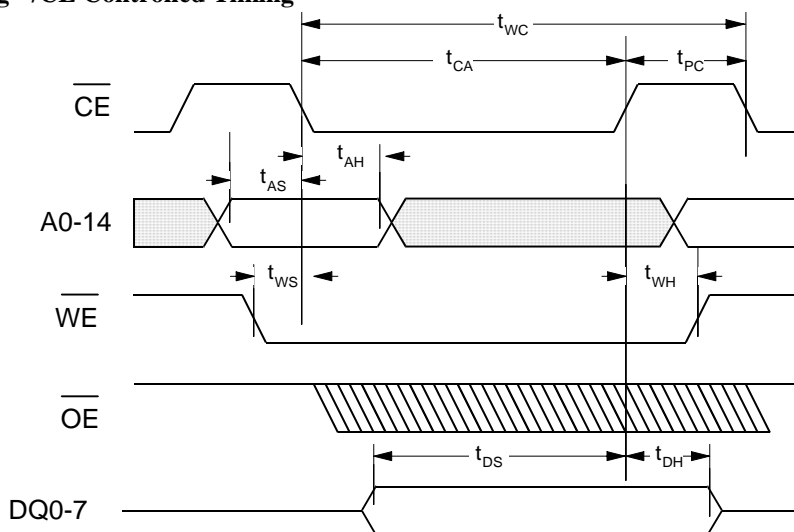 /CE Controlled Timing
tWC
tCA
tPC
CE
tAH
tAS
A0-14
tWS
tWH
WE
OE
tDS
tDH
DQ0-7